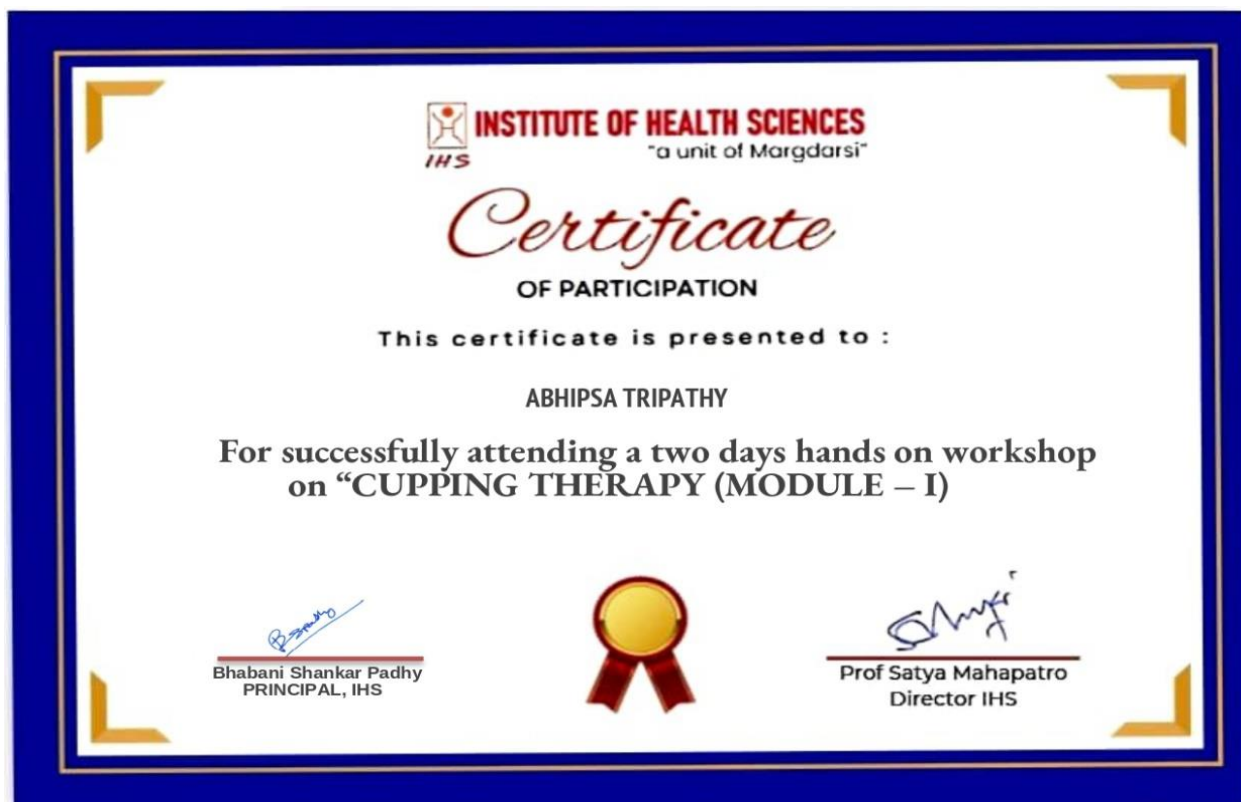 INSTITUTE OF HEALTH SCIENCES
IHS
"a unit of Margdarsi"
Certificate
OF PARTICIPATION
This certificate is presented to :
ABHIPSA TRIPATHY
For successfully attending a two days hands on workshop
on “CUPPING THERAPY (MODULE – I)
Bhabani Shankar Padhy
PRINCIPAL, IHS
Prof Satya Mahapatro
Director IHS